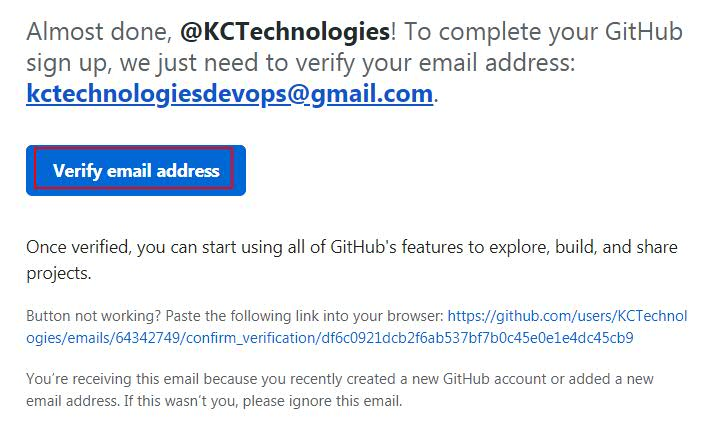 Almost done, @KCTechnologies! To complete your GitHub
sign up, we just need to verify your email address:
kctechnologiesdevops@gmail.com.
Verify email address
Once verified, you can start using all of GitHub's features to explore, build, and share
projects.
Button not working? Paste the following link into your browser: https://github.com/users/KCTechnol
ogies/emails/64342749/confirm_verification/df6c0921dcb2f6ab537bf7b0c45e0e1e4dc45cb9
You’re receiving this email because you recently created a new GitHub account or added a new
email address. If this wasn’t you, please ignore this email.